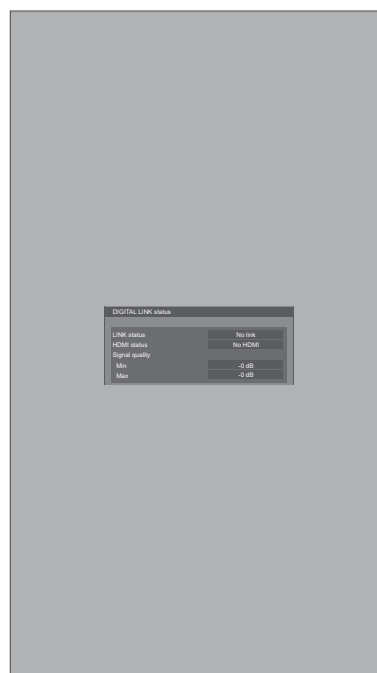 DIGITAL LINK status
LINK status No link
HDMI status No HDMI
Signal quality
Min -0 dB
Max -0 dB